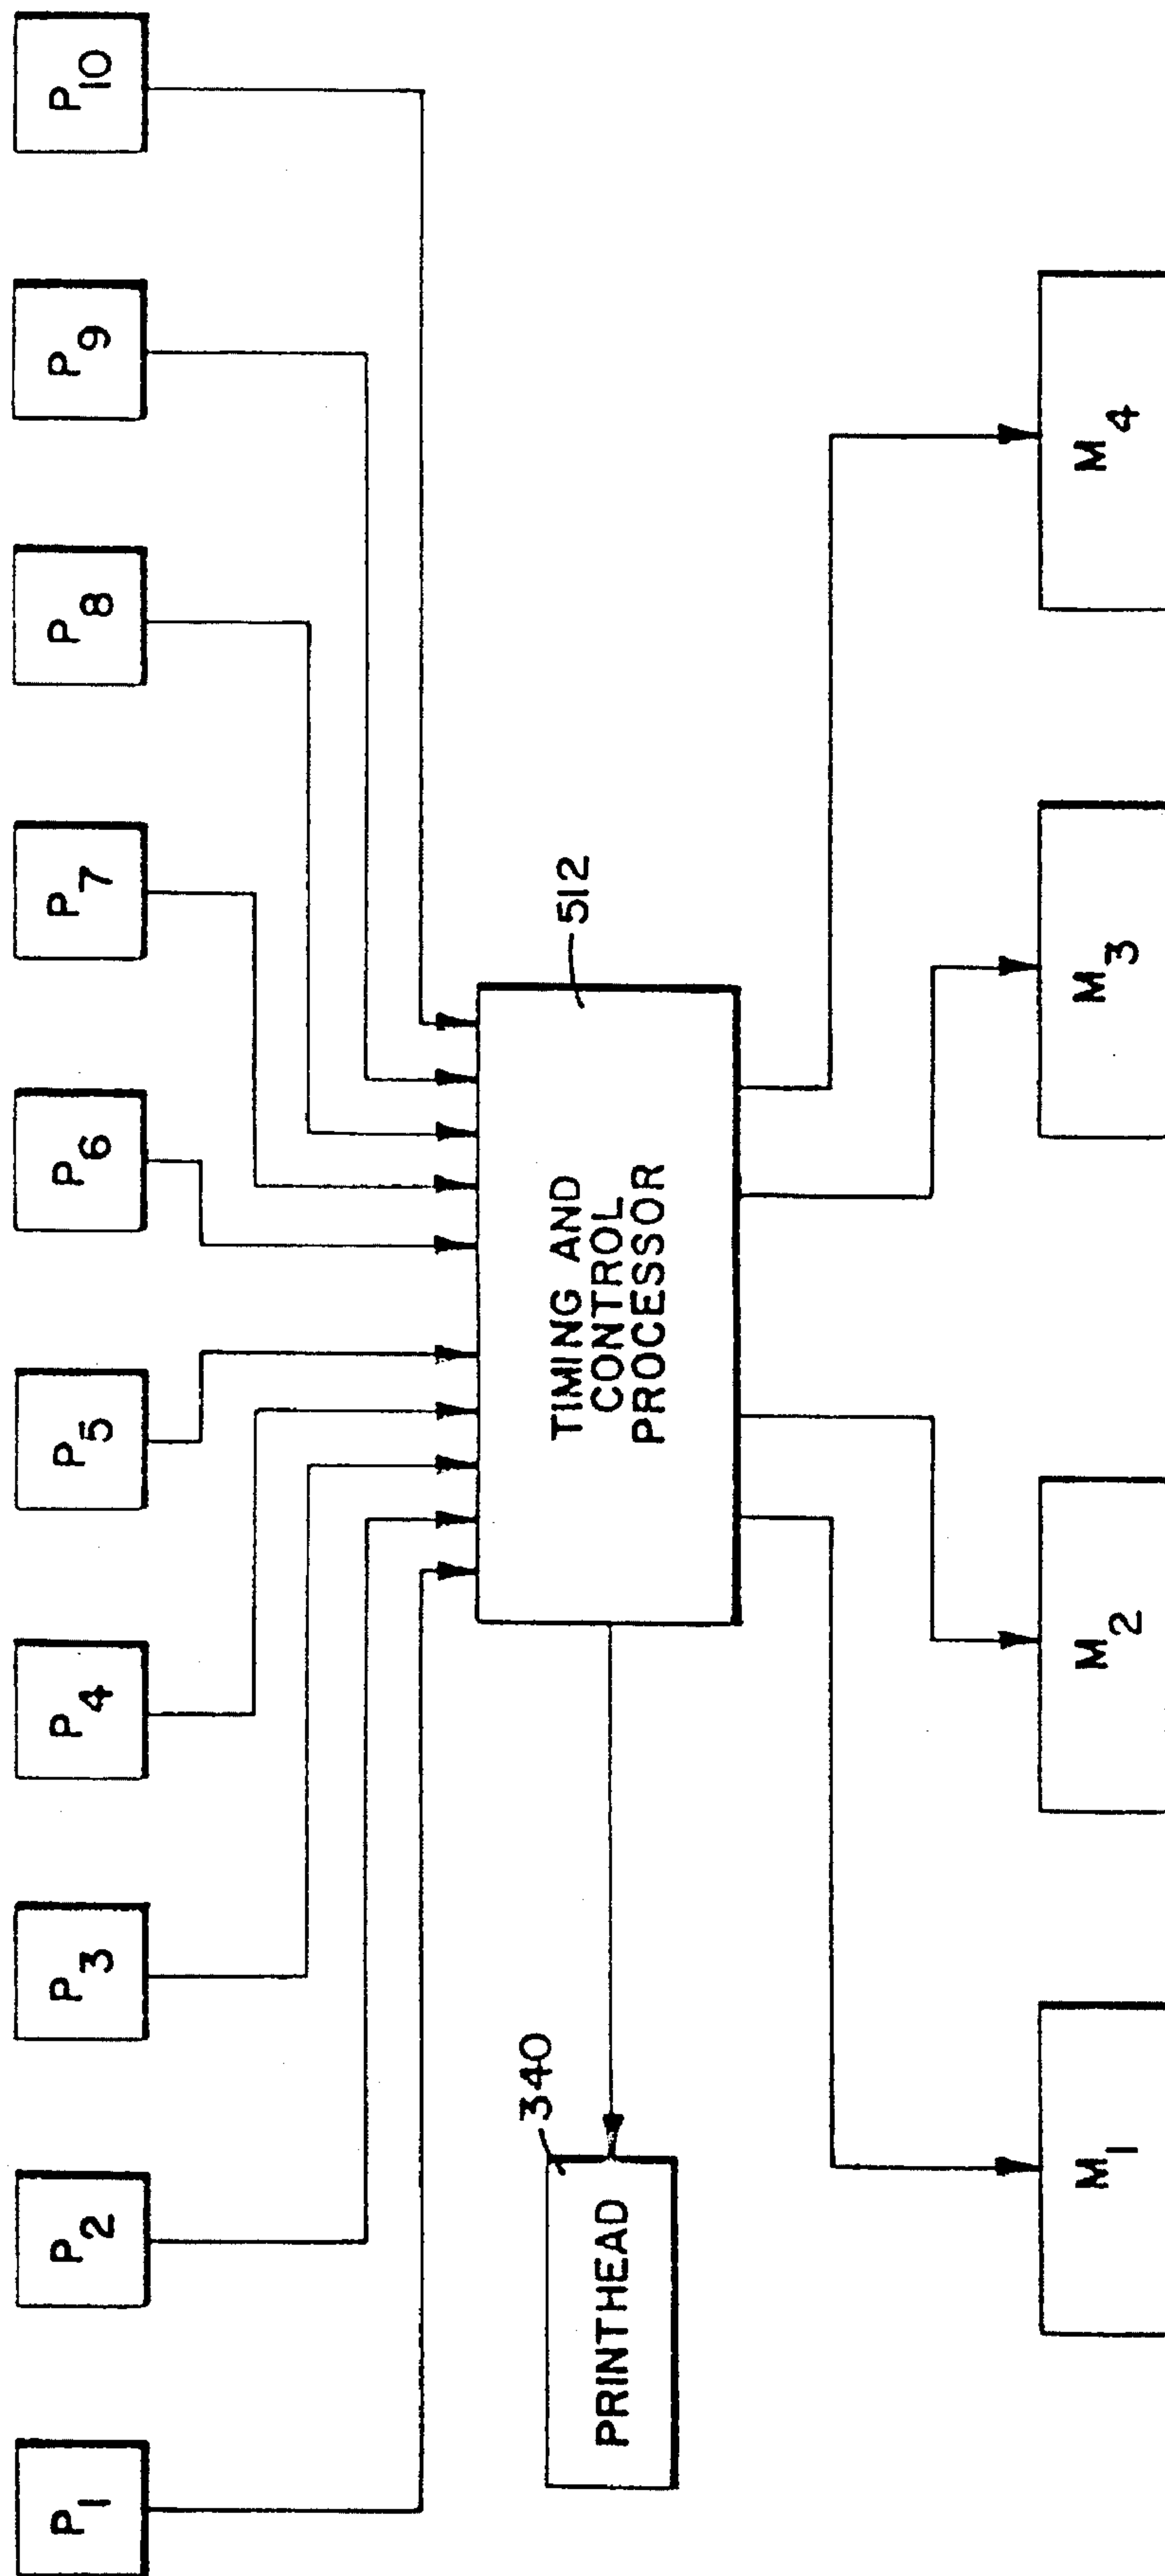 P1
P2
P3
P4
P5
P6
P7
P8
P9
P10
340
PRINTHEAD
512
TIMING AND
CONTROL
PROCESSOR
M1
M2
M3
M4